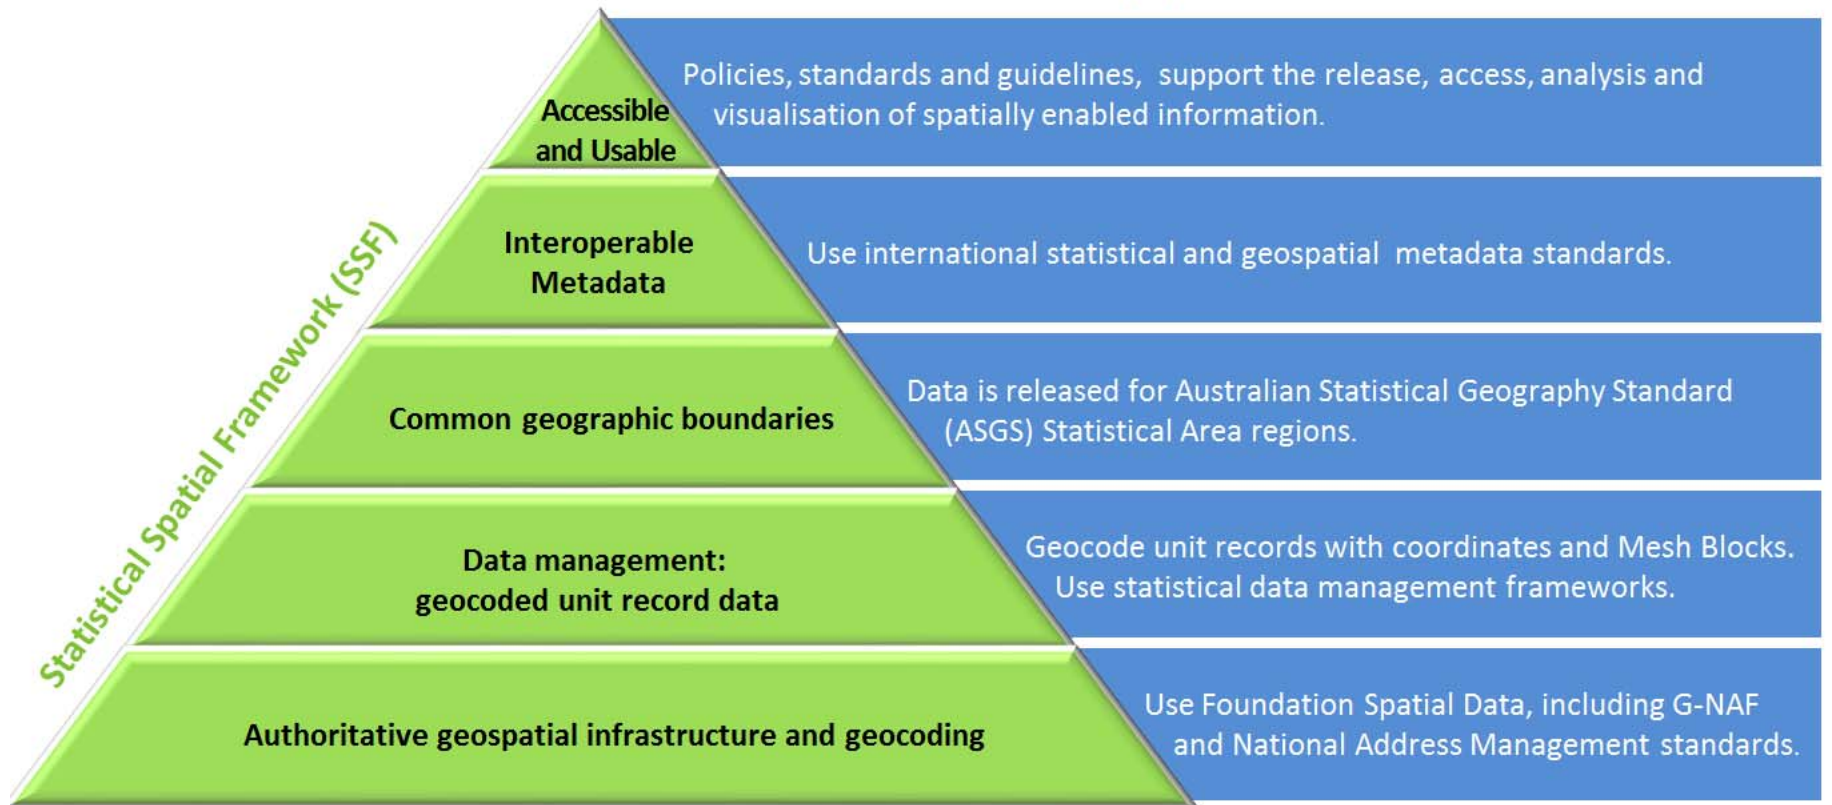 Statistical Spatial Framework (SSF)
Accessible
and Usable
Policies, standards and guidelines, support the release, access, analysis and
visualisation of spatially enabled information.
Interoperable
Metadata
Use international statistical and geospatial metadata standards.
Common geographic boundaries
Data is released for Australian Statistical Geography Standard
(ASGS) Statistical Area regions.
Data management:
geocoded unit record data
Geocode unit records with coordinates and Mesh Blocks.
Use statistical data management frameworks.
Authoritative geospatial infrastructure and geocoding
Use Foundation Spatial Data, including G-NAF
and National Address Management standards.